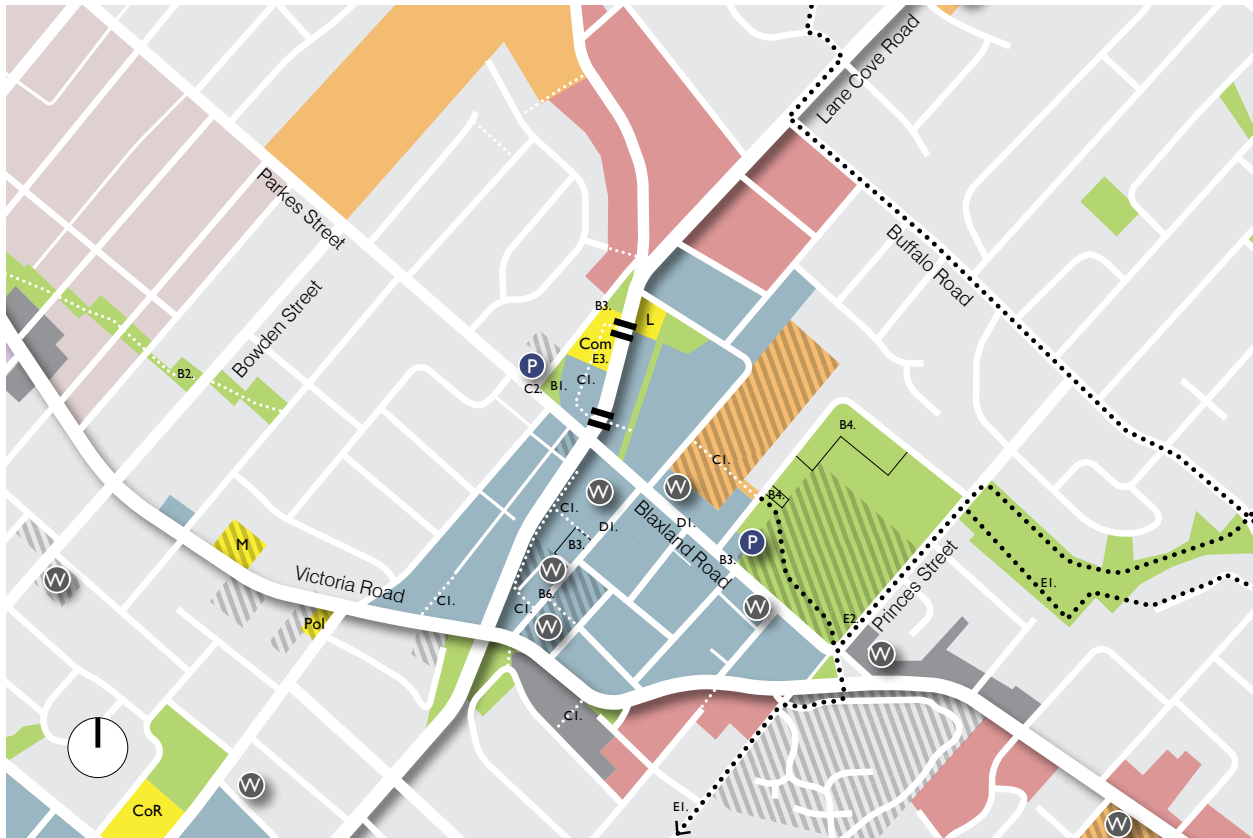 Lane Cove Road
Parkes Street
Buffalo Road
Bowden Street
B3.
L
Com
E3.
P
C2.
B1.
C1.
B2.
B4.
C1.
B4.
W
W
C1.
D1.
D1.
Blaxland Road
B3.
P
B3.
M
W
W
Victoria Road
C1.
B6.
C1.
W
W
Pol
E2.
Princes Street
E1.
W
C1.
W
CoR
E1.
W